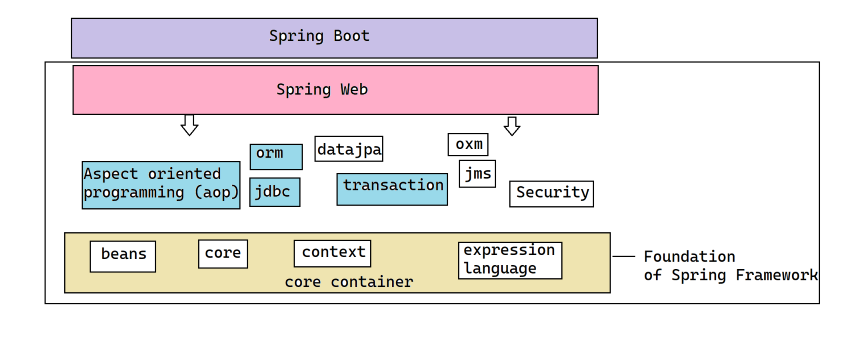 Spring Boot
Spring Web
orm
datajpa
oxm
Aspect oriented
programming (aop)
jdbc
transaction
jms
Security
beans
core
context
expression
language
core container
Foundation
of Spring Framework